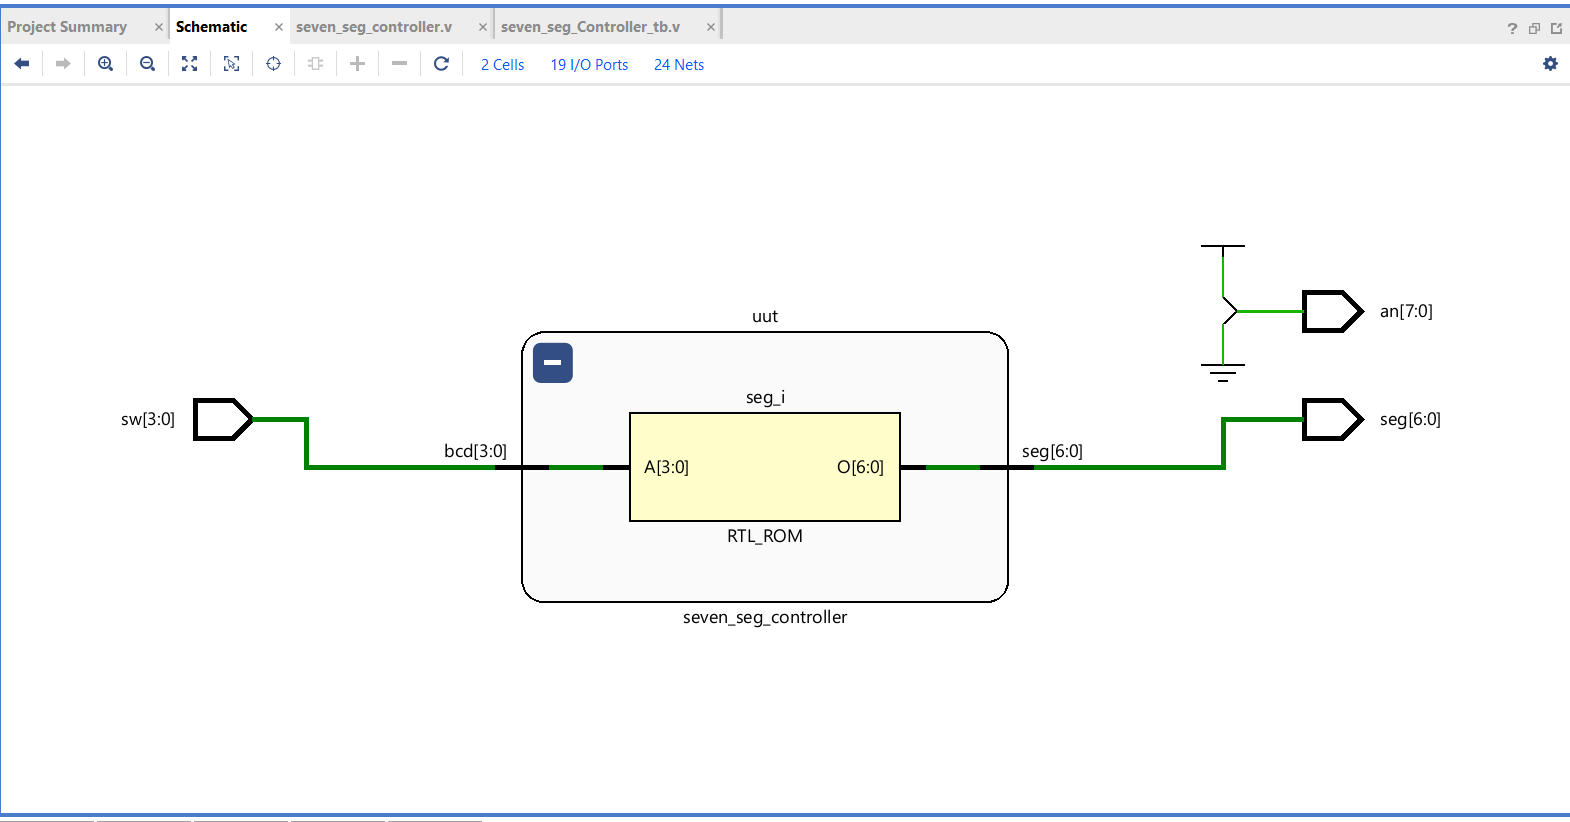 Project Summary × Schematic × seven_seg_controller.v × seven_seg_Controller_tb.v × ?
2 Cells 19 I/O Ports 24 Nets
an[7:0]
uut
seg_i
sw[3:0]
seg[6:0]
bcd[3:0]
seg[6:0]
A[3:0] O[6:0]
RTL_ROM
seven_seg_controller